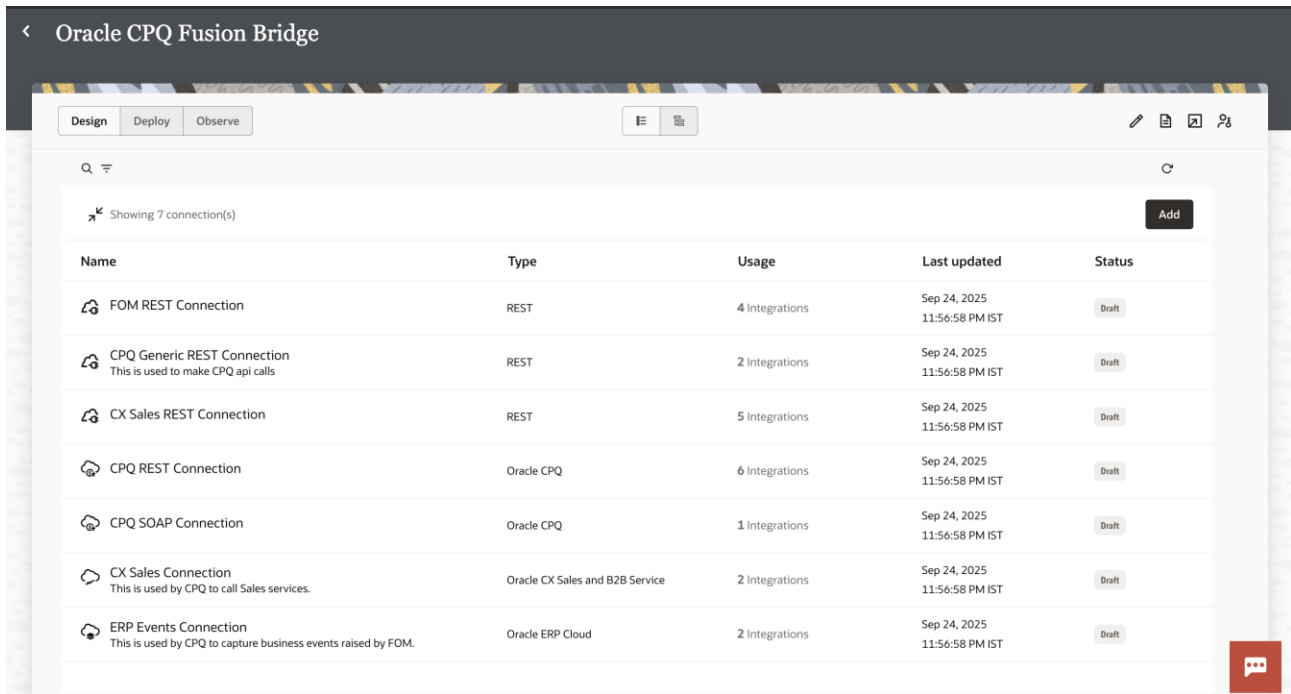 Oracle CPQ Fusion Bridge
Design Deploy Observe
Showing 7 connection(s) Add
Name Type Usage Last updated Status
FOM REST Connection REST 4 Integrations Sep 24, 2025 11:56:58 PM IST Draft
CPQ Generic REST Connection
This is used to make CPQ api calls REST 2 Integrations Sep 24, 2025 11:56:58 PM IST Draft
CX Sales REST Connection REST 5 Integrations Sep 24, 2025 11:56:58 PM IST Draft
CPQ REST Connection Oracle CPQ 6 Integrations Sep 24, 2025 11:56:58 PM IST Draft
CPQ SOAP Connection Oracle CPQ 1 Integrations Sep 24, 2025 11:56:58 PM IST Draft
CX Sales Connection
This is used by CPQ to call Sales services. Oracle CX Sales and B2B Service 2 Integrations Sep 24, 2025 11:56:58 PM IST Draft
ERP Events Connection
This is used by CPQ to capture business events raised by FOM. Oracle ERP Cloud 2 Integrations Sep 24, 2025 11:56:58 PM IST Draft